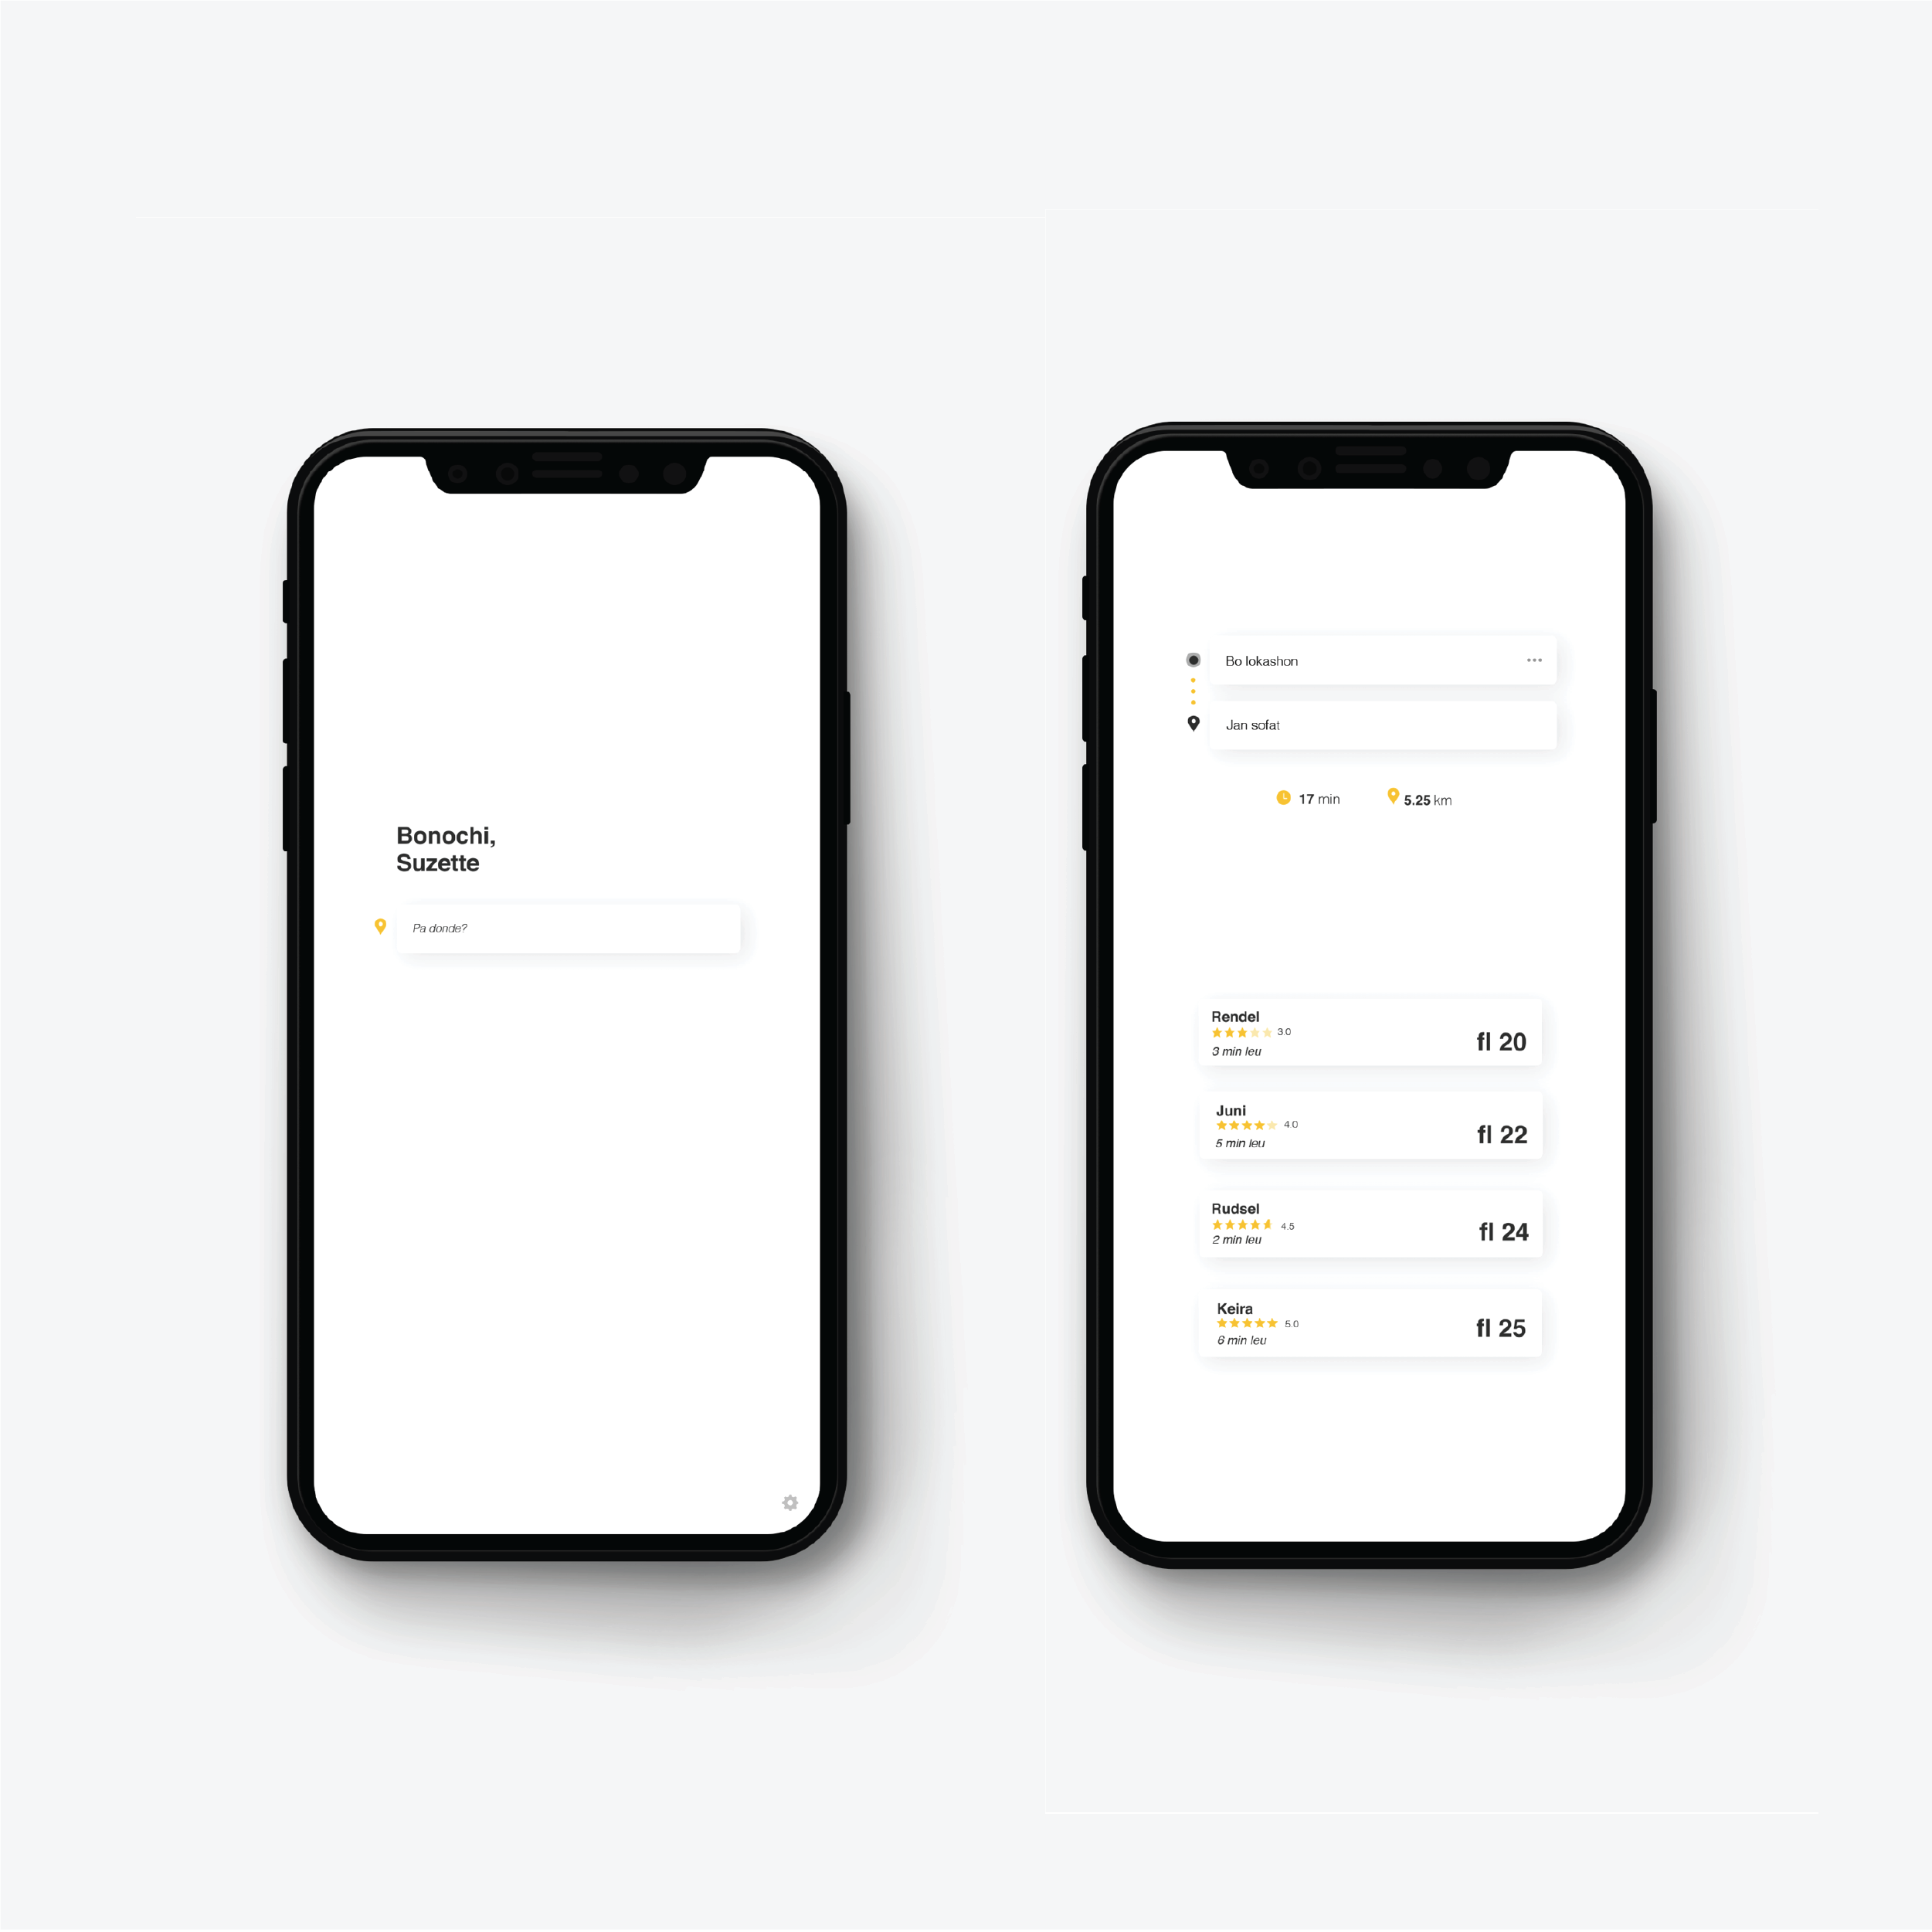 Bonochi,
Suzette
Pa donde?
Bo lokashon
Jan sofat
17 min
5.25 km
Rendel
3.0
3 min leu
fl 20
Juni
4.0
5 min leu
fl 22
Rudsel
4.5
2 min leu
fl 24
Keira
5.0
6 min leu
fl 25